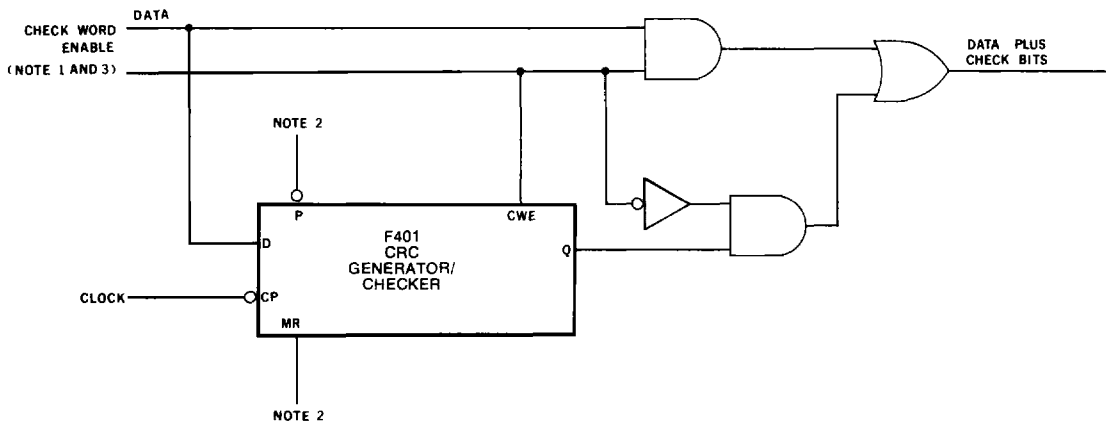 DATA
CHECK WORD
ENABLE
(NOTE 1 AND 3)
DATA PLUS
CHECK BITS
NOTE 2
P
CWE
D
F401
CRC
GENERATOR/
CHECKER
Q
CLOCK
CP
MR
NOTE 2